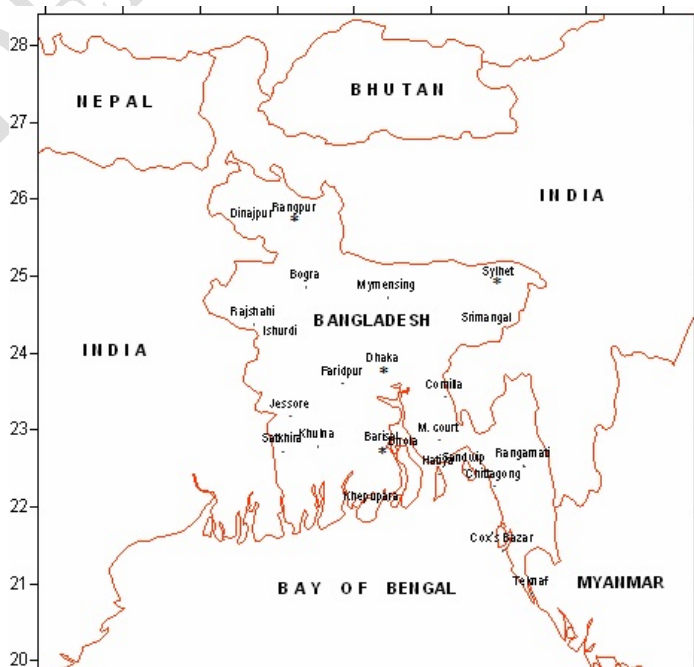 28
BHUTAN
NEPAL
27
26
INDIA
Rangpur
Dinajpur
25
Sylhet
Bogra
Mymensing
Rajshahi
BANGLADESH
Srimangal
Ishurdi
24
INDIA
Dhaka
Faridpur
Comilla
Jessore
23
M. court
Khulna
Satkhira
Barisal
Bhola
Rangamati
Hatiya
Sandwip
Chittagong
22
Khepupara
Cox's Bazar
21
Teknaf
MYANMAR
BAY OF BENGAL
20